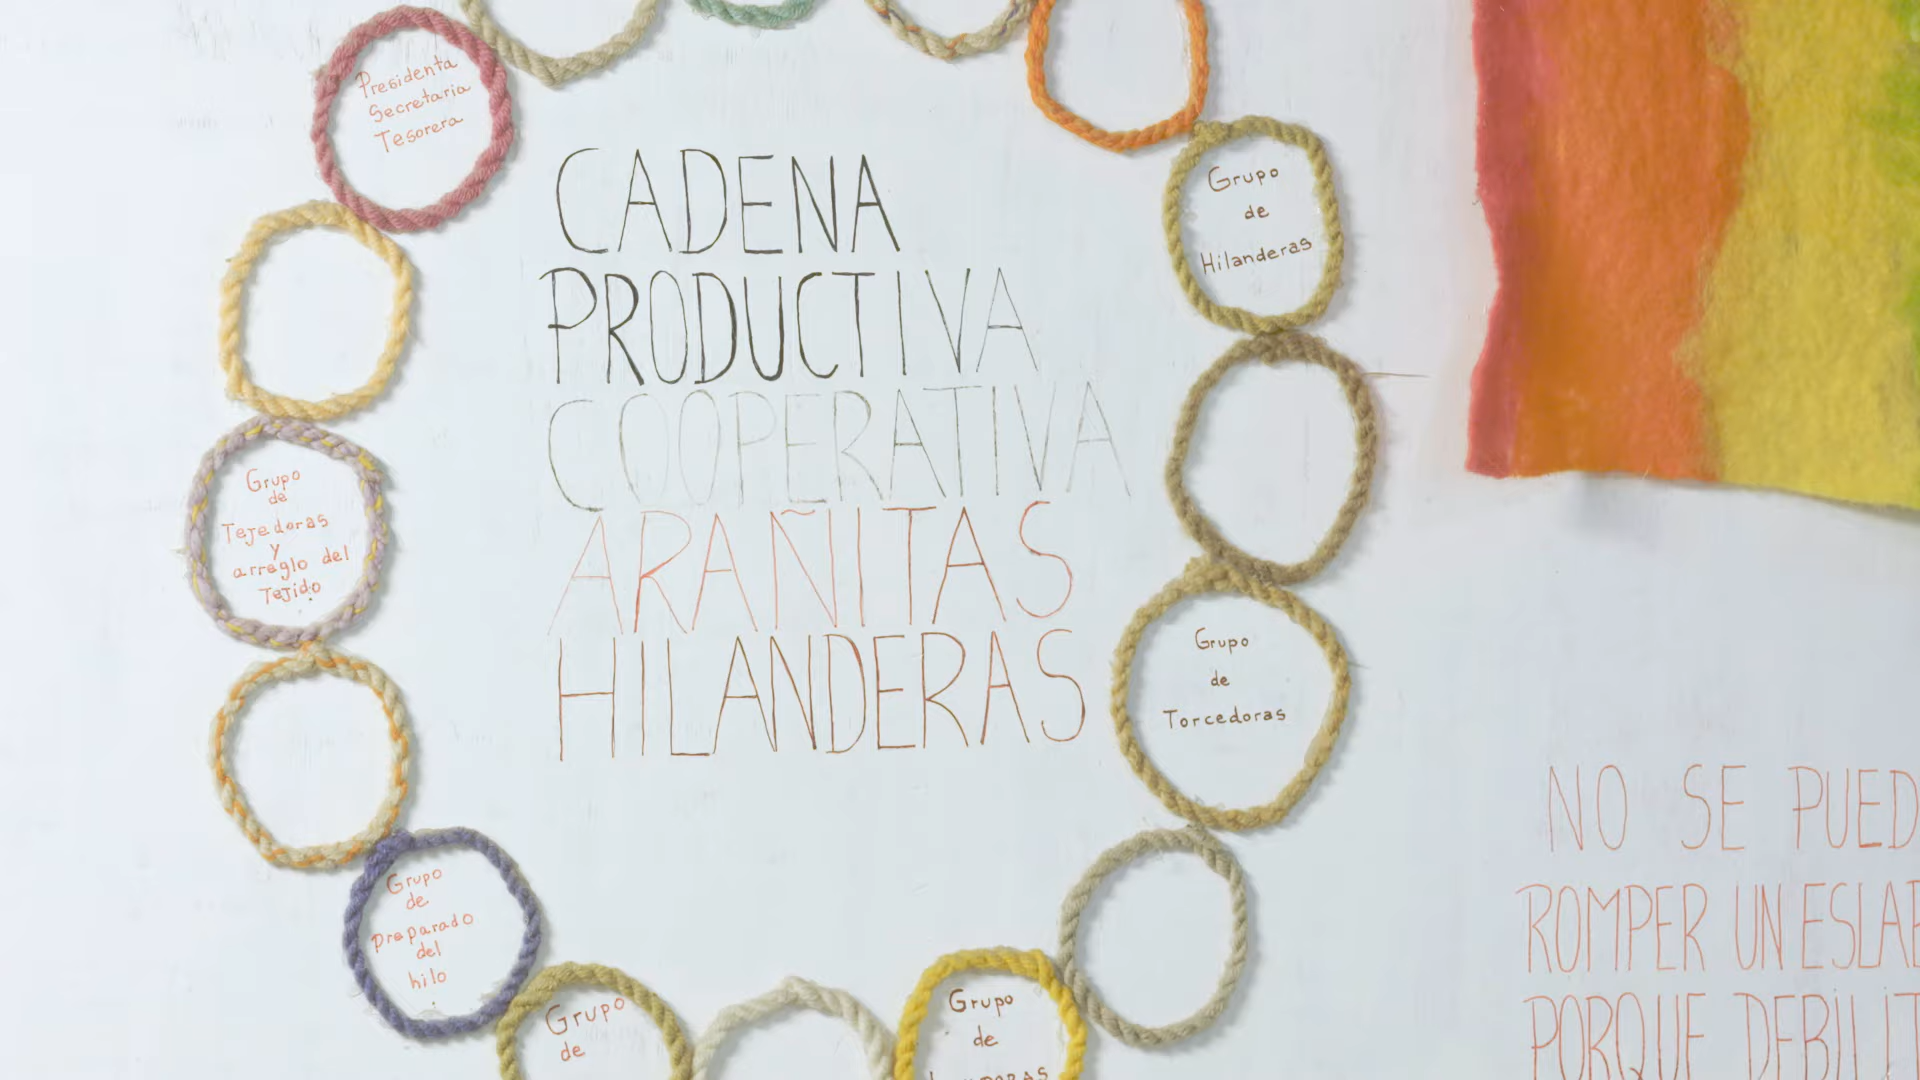 Presidenta
Secretaria
Tesorera
CADENA
PRODUCTIVA
COOPERATIVA
ARAÑITAS
HILANDERAS
Grupo
de
Hilanderas
Grupo
de
Torcedoras
Grupo
de
Tejedoras
y
arreglo del
Tejido
Grupo
de
preparado
del
hilo
Grupo
de
Grupo
de
NO SE PUED
ROMPER UN ESLAB
PORQUE DEBILIT